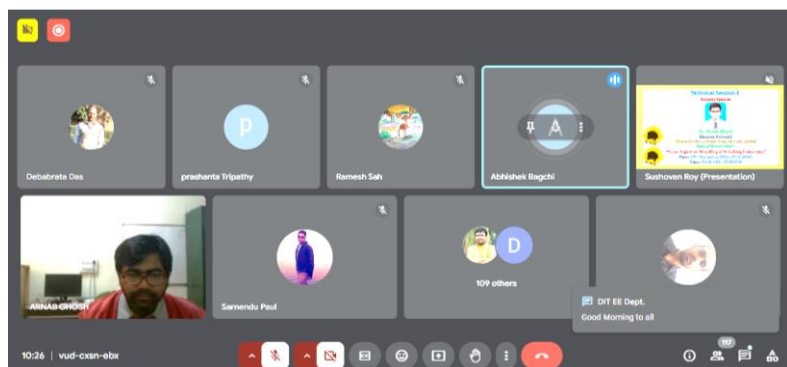 P
A
Debabrata Das
prashanta Tripathy
Ramesh Sah
Abhishek Bagchi
Technical Session-I
Sushovan Roy (Presentation)
ARNAB GHOSH
Samendu Paul
D
109 others
DIT EE Dept.
Good Morning to all
10:26 | vud-cxsn-ebx
117